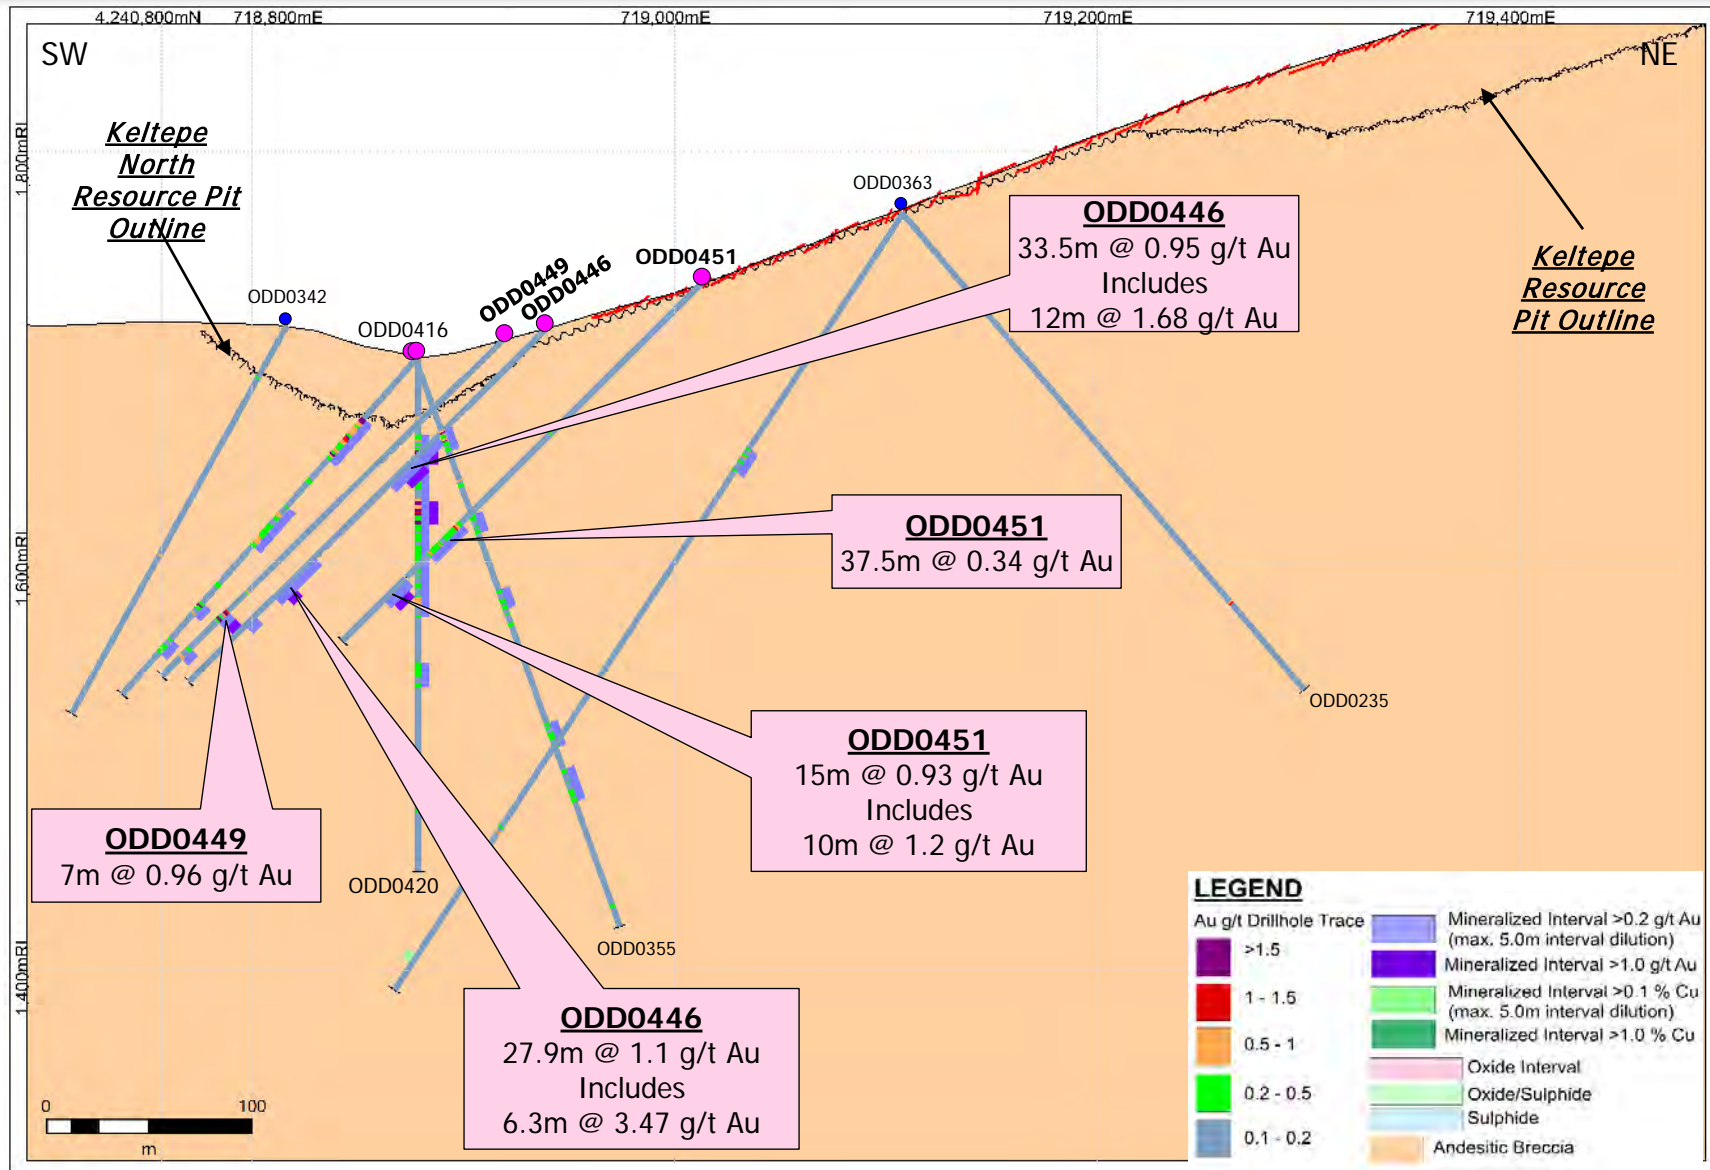 4,240,800mN 718,800mE 719,000mE 719,200mE 719,400mE
SW
NE
1,800mRl
1,600mRl
1,400mRl
Keltepe
North
Resource Pit
Outline
ODD0342
ODD0416
ODD0449
ODD0446
ODD0451
ODD0363
ODD0446
33.5m @ 0.95 g/t Au
Includes
12m @ 1.68 g/t Au
Keltepe
Resource
Pit Outline
ODD0451
37.5m @ 0.34 g/t Au
ODD0235
ODD0451
15m @ 0.93 g/t Au
Includes
10m @ 1.2 g/t Au
ODD0449
7m @ 0.96 g/t Au
ODD0420
ODD0355
ODD0446
27.9m @ 1.1 g/t Au
Includes
6.3m @ 3.47 g/t Au
0 100
m
LEGEND
Au g/t Drillhole Trace
>1.5
1 - 1.5
0.5 - 1
0.2 - 0.5
0.1 - 0.2
Mineralized Interval >0.2 g/t Au
(max. 5.0m interval dilution)
Mineralized Interval >1.0 g/t Au
Mineralized Interval >0.1 % Cu
(max. 5.0m interval dilution)
Mineralized Interval >1.0 % Cu
Oxide Interval
Oxide/Sulphide
Sulphide
Andesitic Breccia